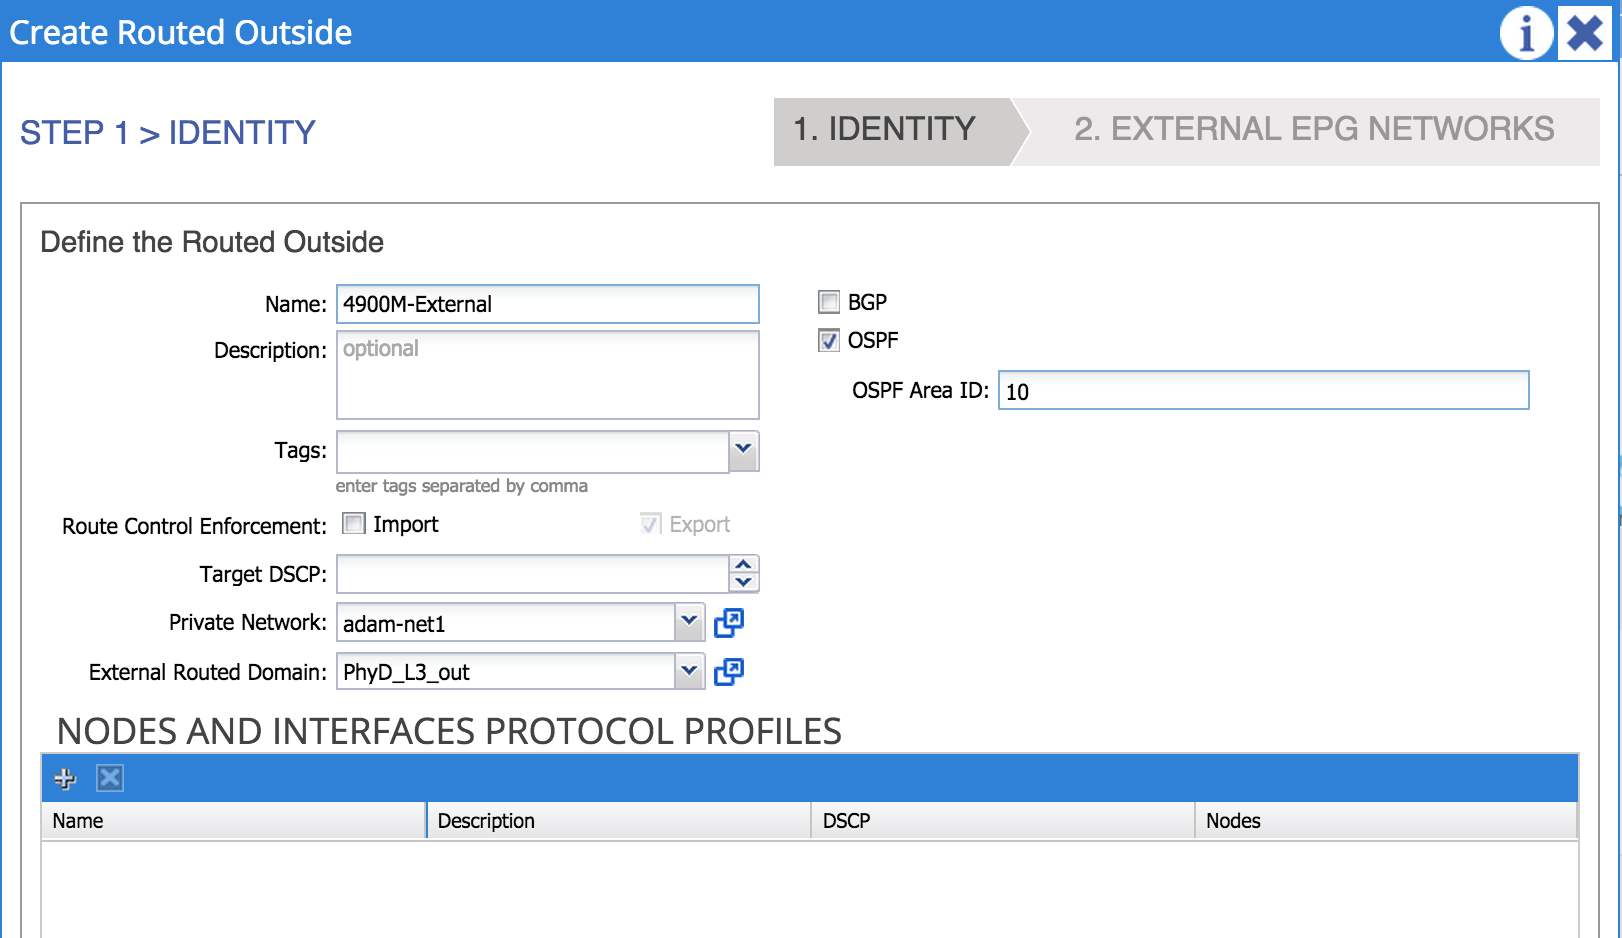 Create Routed Outside
STEP 1 > IDENTITY
1. IDENTITY
2. EXTERNAL EPG NETWORKS
Define the Routed Outside
Name: 4900M-External
BGP
Description: optional
OSPF
OSPF Area ID: 10
Tags:
enter tags separated by comma
Route Control Enforcement: Import Export
Target DSCP:
Private Network: adam-net1
External Routed Domain: PhyD_L3_out
NODES AND INTERFACES PROTOCOL PROFILES
Name Description DSCP Nodes